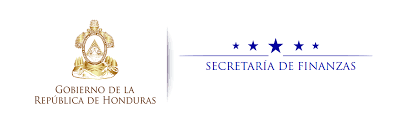 GOBIERNO DE LA
REPÚBLICA DE HONDURAS
SECRETARÍA DE FINANZAS